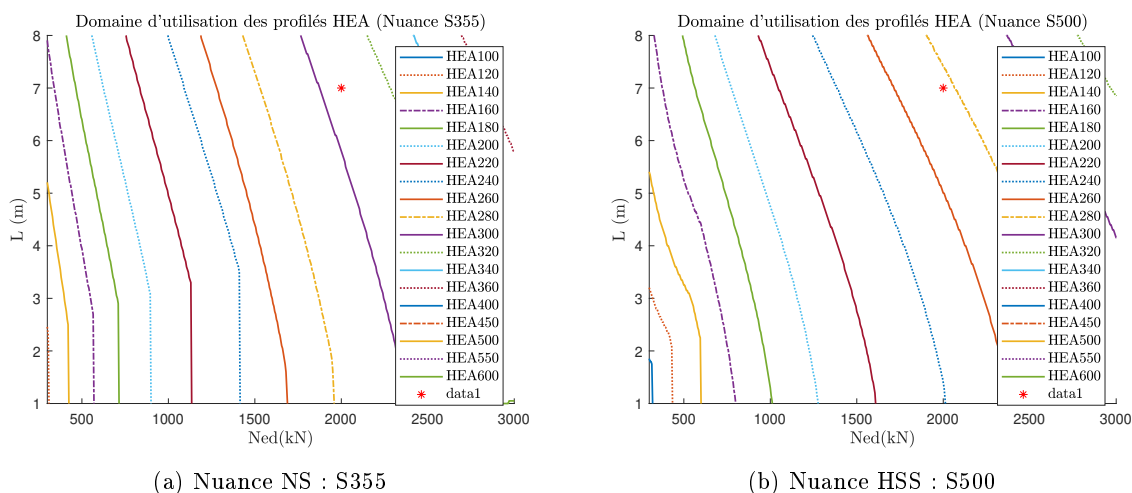 Domaine d'utilisation des profilés HEA (Nuance S355)
8
7
6
5
4
3
2
1
L (m)
500
1000
1500
2000
2500
3000
Ned(kN)
HEA100
HEA120
HEA140
HEA160
HEA180
HEA200
HEA220
HEA240
HEA260
HEA280
HEA300
HEA320
HEA340
HEA360
HEA400
HEA450
HEA500
HEA550
HEA600
data1
(a) Nuance NS : S355
Domaine d'utilisation des profilés HEA (Nuance S500)
8
7
6
5
4
3
2
1
L (m)
500
1000
1500
2000
2500
3000
Ned(kN)
HEA100
HEA120
HEA140
HEA160
HEA180
HEA200
HEA220
HEA240
HEA260
HEA280
HEA300
HEA320
HEA340
HEA360
HEA400
HEA450
HEA500
HEA550
HEA600
data1
(b) Nuance HSS : S500